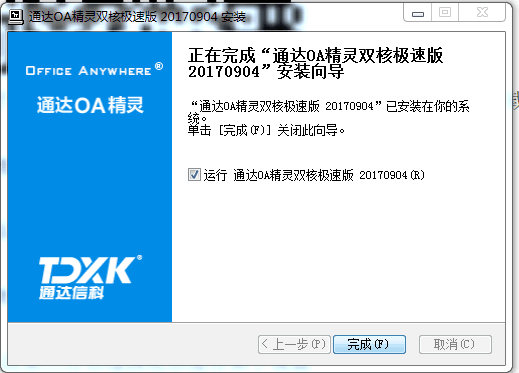 通达OA精灵双核极速版 20170904 安装
OFFICE ANYWHERE®
通达OA精灵
正在完成“通达OA精灵双核极速版
20170904”安装向导
“通达OA精灵双核极速版 20170904”已安装在你的系
统。
单击 [完成(F)] 关闭此向导。
运行 通达OA精灵双核极速版 20170904(R)
TDXK®
通达信科
< 上一步(P)
完成(F)
取消(C)